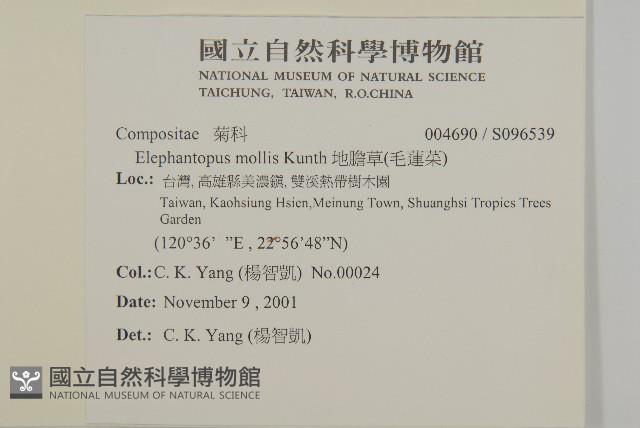 國立自然科學博物館
NATIONAL MUSEUM OF NATURAL SCIENCE
TAICHUNG, TAIWAN, R.O.CHINA
Compositae 菊科 004690 / S096539
Elephantopus mollis Kunth 地膽草(毛蓮菜)
Loc.: 台灣, 高雄縣美濃鎮, 雙溪熱帶樹木園
Taiwan, Kaohsiung Hsien,Meinung Town, Shuanghsi Tropics Trees
Garden
(120°36’ ”E , 22°56’48”N)
Col.:C. K. Yang (楊智凱) No.00024
Date: November 9 , 2001
Det.: C. K. Yang (楊智凱)
國立自然科學博物館
NATIONAL MUSEUM OF NATURAL SCIENCE